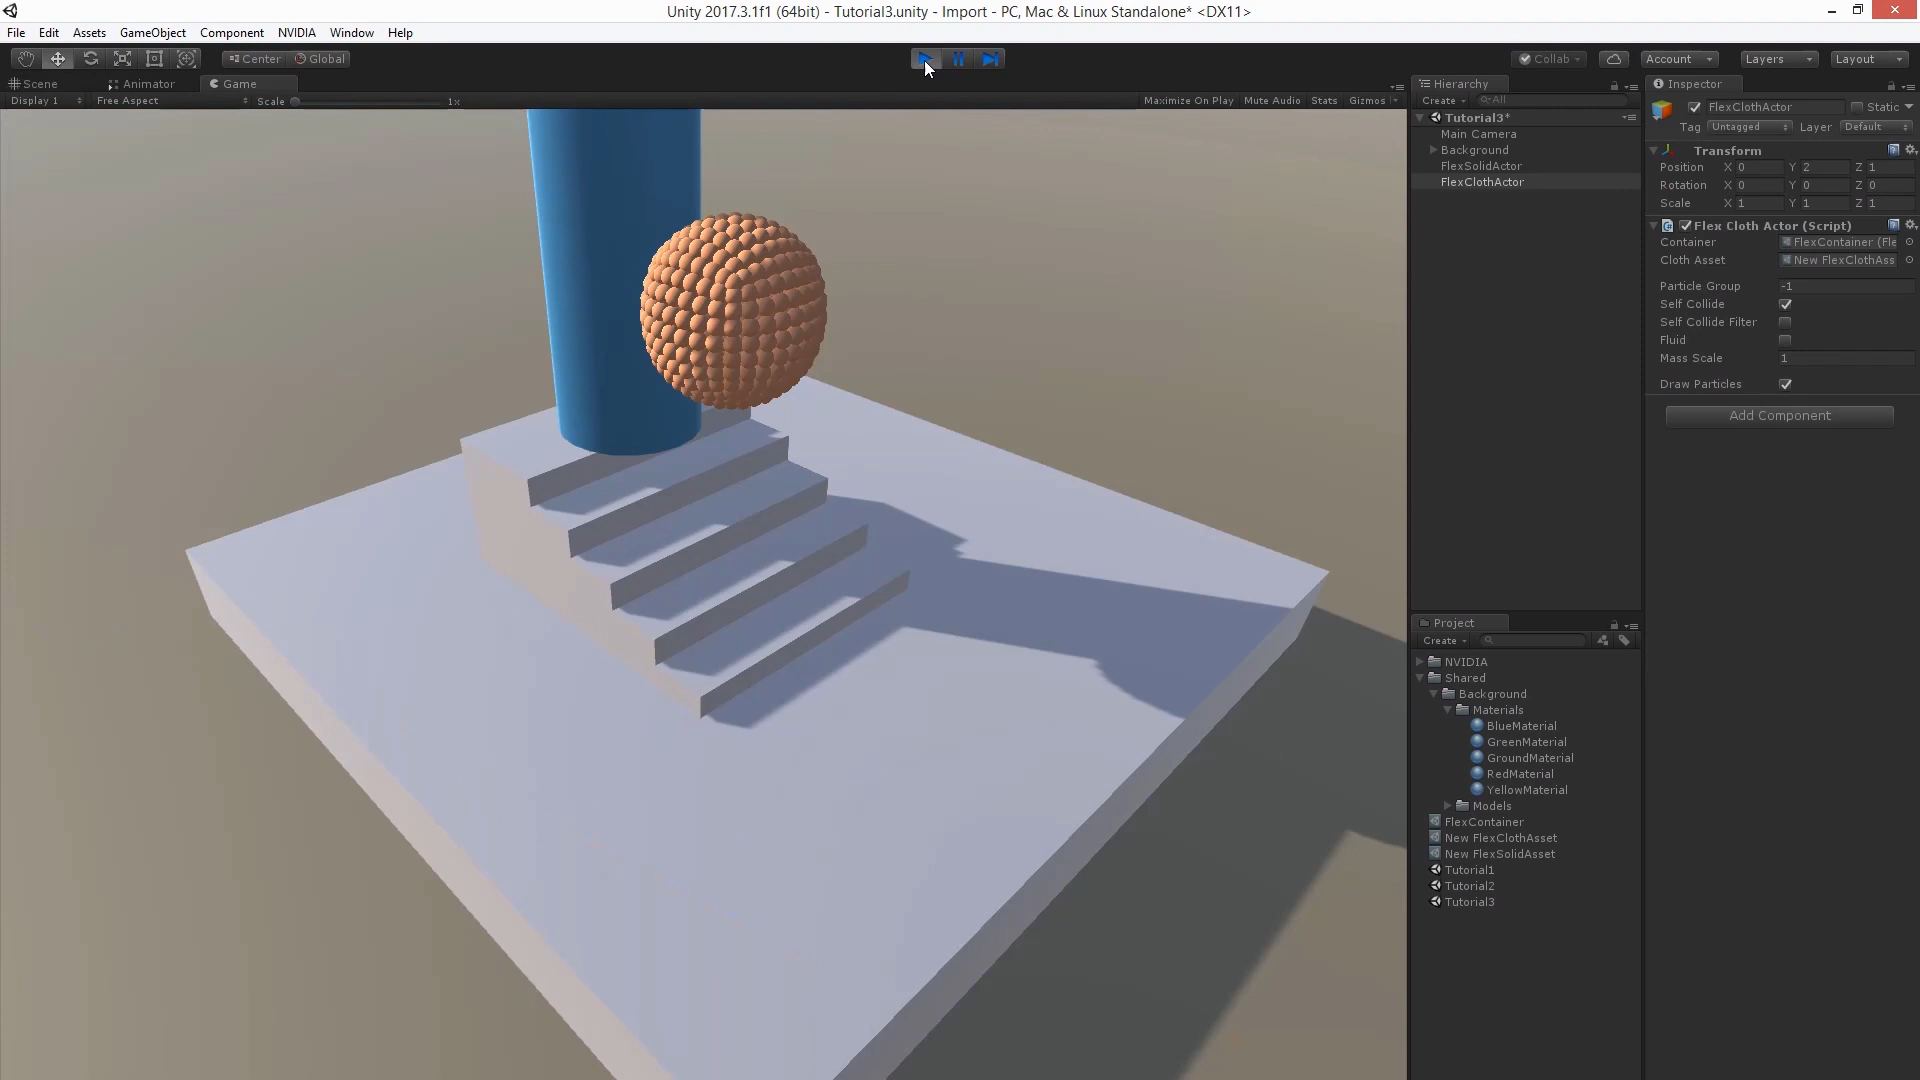 Unity 2017.3.1f1 (64bit) - Tutorial3.unity - Import - PC, Mac & Linux Standalone* <DX11>
File Edit Assets GameObject Component NVIDIA Window Help
Center Global Collab Account Layers Layout
Scene Animator Game
Display 1 Free Aspect Scale 1x Maximize On Play Mute Audio Stats Gizmos
Hierarchy
Create All
Tutorial3*
Main Camera
Background
FlexSolidActor
FlexClothActor
Project
Create
NVIDIA
Shared
Background
Materials
BlueMaterial
GreenMaterial
GroundMaterial
RedMaterial
YellowMaterial
Models
FlexContainer
New FlexClothAsset
New FlexSolidAsset
Tutorial1
Tutorial2
Tutorial3
Inspector
FlexClothActor Static
Tag Untagged Layer Default
Transform
Position X 0 Y 2 Z 1
Rotation X 0 Y 0 Z 0
Scale X 1 Y 1 Z 1
Flex Cloth Actor (Script)
Container FlexContainer (Fle
Cloth Asset New FlexClothAss
Particle Group -1
Self Collide
Self Collide Filter
Fluid
Mass Scale 1
Draw Particles
Add Component